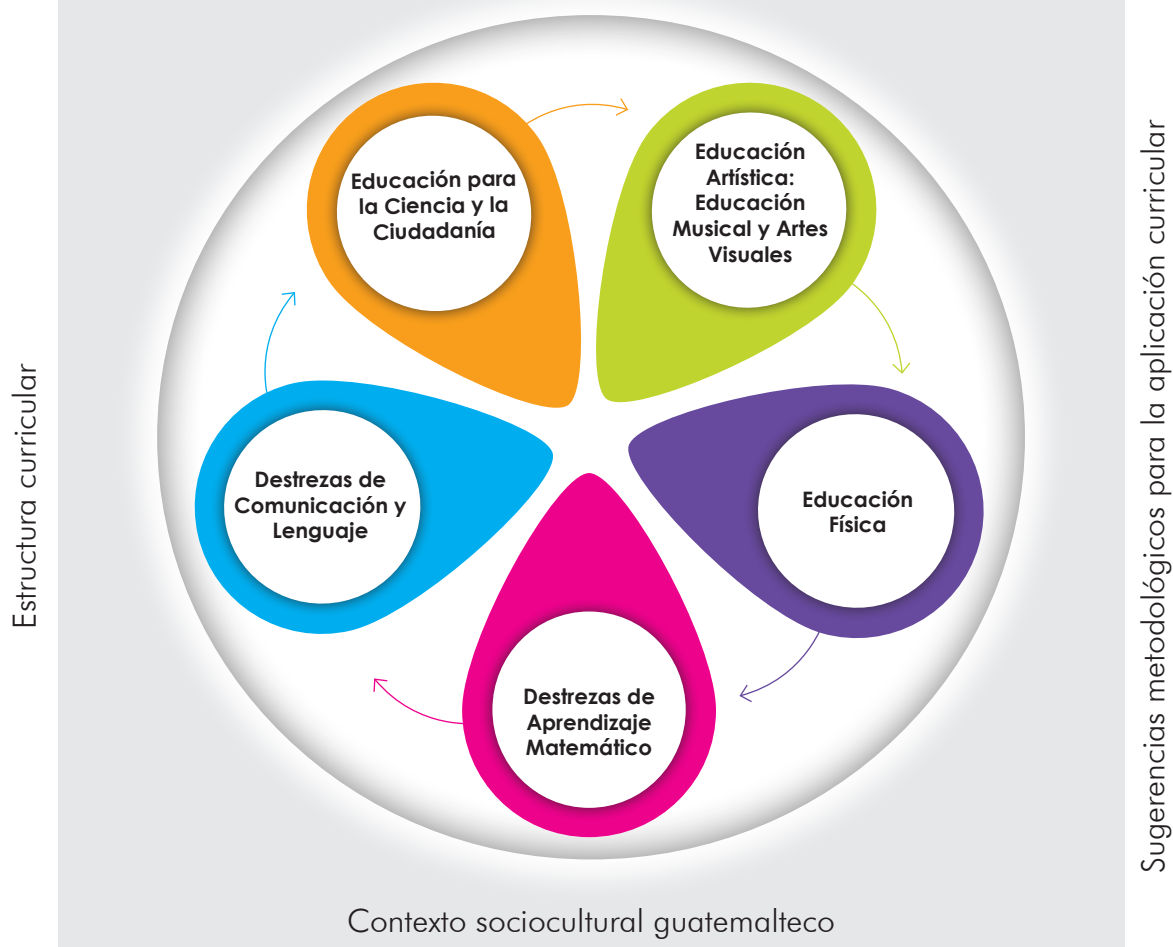 Estructura curricular
Educación para
la Ciencia y la
Ciudadanía
Educación
Artística:
Educación
Musical y Artes
Visuales
Educación
Física
Destrezas de
Aprendizaje
Matemático
Destrezas de
Comunicación y
Lenguaje
Contexto sociocultural guatemalteco
Sugerencias metodológicos para la aplicación curricular